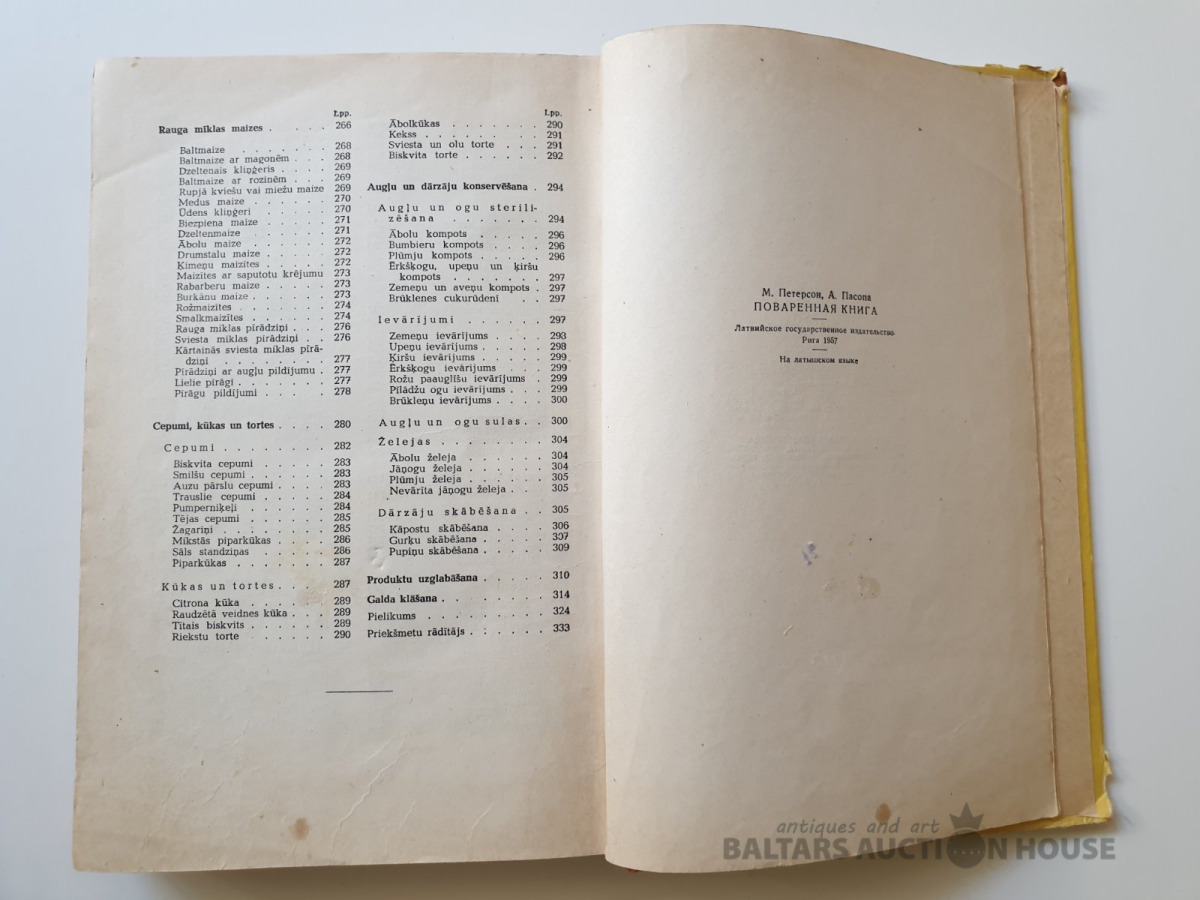 Lpp.
Rauga mīklas maizes . . . . 266
Baltmaize . . . . . . . 268
Baltmaize ar magonēm . . . 268
Dzeltenais kliņģeris . . . . 269
Baltmaize ar rozinēm . . . 269
Rupjā kviešu vai miežu maize 269
Medus maize . . . . . . 270
Ūdens kliņģeri . . . . . 270
Biezpiena maize . . . . . 271
Dzeltenmaize . . . . . . 271
Ābolu maize . . . . . . 272
Drumstalu maize . . . . . 272
Ķimeņu maizītes . . . . . 272
Maizītes ar saputotu krējumu 273
Rabarberu maize . . . . . 273
Burkānu maize . . . . . . 273
Rožmaizītes . . . . . . 274
Smalkmaizītes . . . . . . 274
Rauga mīklas pīrādziņi . . . 276
Sviesta mīklas pīrādziņi . . 276
Kārtainās sviesta mīklas pīrā-
dziņi . . . . . . . 277
Pīrādziņi ar augļu pildījumu . 277
Lielie pīrāgi . . . . . . 277
Pīrāgu pildījumi . . . . 278
Cepumi, kūkas un tortes . . . . 280
Cepumi . . . . . . . . 282
Biskvīta cepumi . . . . . 283
Smilšu cepumi . . . . . 283
Auzu pārslu cepumi . . . . 283
Trauslie cepumi . . . . . 284
Pumperniķeļi . . . . . . 284
Tējas cepumi . . . . . . 285
Žagariņi . . . . . . . 285
Mīkstās piparkūkas . . . . 286
Sāls standziņas . . . . . 286
Piparkūkas . . . . . . . 287
Kūkas un tortes . . . . 287
Citrona kūka . . . . . . 289
Raudzētā veidnes kūka . . . 289
Tītais biskvīts . . . . . . 289
Riekstu torte . . . . . 290
Lpp.
Ābolkūkas . . . . . . . 290
Kekss . . . . . . . . 291
Sviesta un olu torte . . . 291
Biskvīta torte . . . . . . 292
Augļu un dārzāju konservēšana . 294
Augļu un ogu sterili-
zēšana . . . . . . . 294
Ābolu kompots . . . . . 296
Bumbieru kompots . . . . 296
Plūmju kompots . . . . . 296
Ērkšķogu, upeņu un ķiršu
kompots . . . . . . . 297
Zemeņu un aveņu kompots . 297
Brūklenes cukurūdenī . . 297
Ievārījumi . . . . . . 297
Zemeņu ievārījums . . . . 298
Upeņu ievārījums . . . . . 298
Ķiršu ievārījums . . . . . 299
Ērkšķogu ievārījums . . . 299
Rožu paauglīšu ievārījums . . 299
Pīlādžu ogu ievārījums . . . 299
Brūkleņu ievārījums . . . . 300
Augļu un ogu sulas . . 300
Želejas . . . . . . . . 304
Ābolu želeja . . . . . . 304
Jāņogu želeja . . . . . . 304
Plūmju želeja . . . . . . 305
Nevārīta jāņogu želeja . . 305
Dārzāju skābēšana . . 305
Kāpostu skābēšana . . . . 306
Gurķu skābēšana . . . . . 307
Pupiņu skābēšana . . . . . 309
Produktu uzglabāšana . . . . . 310
Galda klāšana . . . . . . . 314
Pielikums . . . . . . . . 324
Priekšmetu rādītājs . . . . . . 333
М. Петерсон, А. Пасопа
ПОВАРЕННАЯ КНИГА
Латвийское государственное издательство
Рига 1957
На латышском языке
antiques and art
BALTARS AUCTION HOUSE